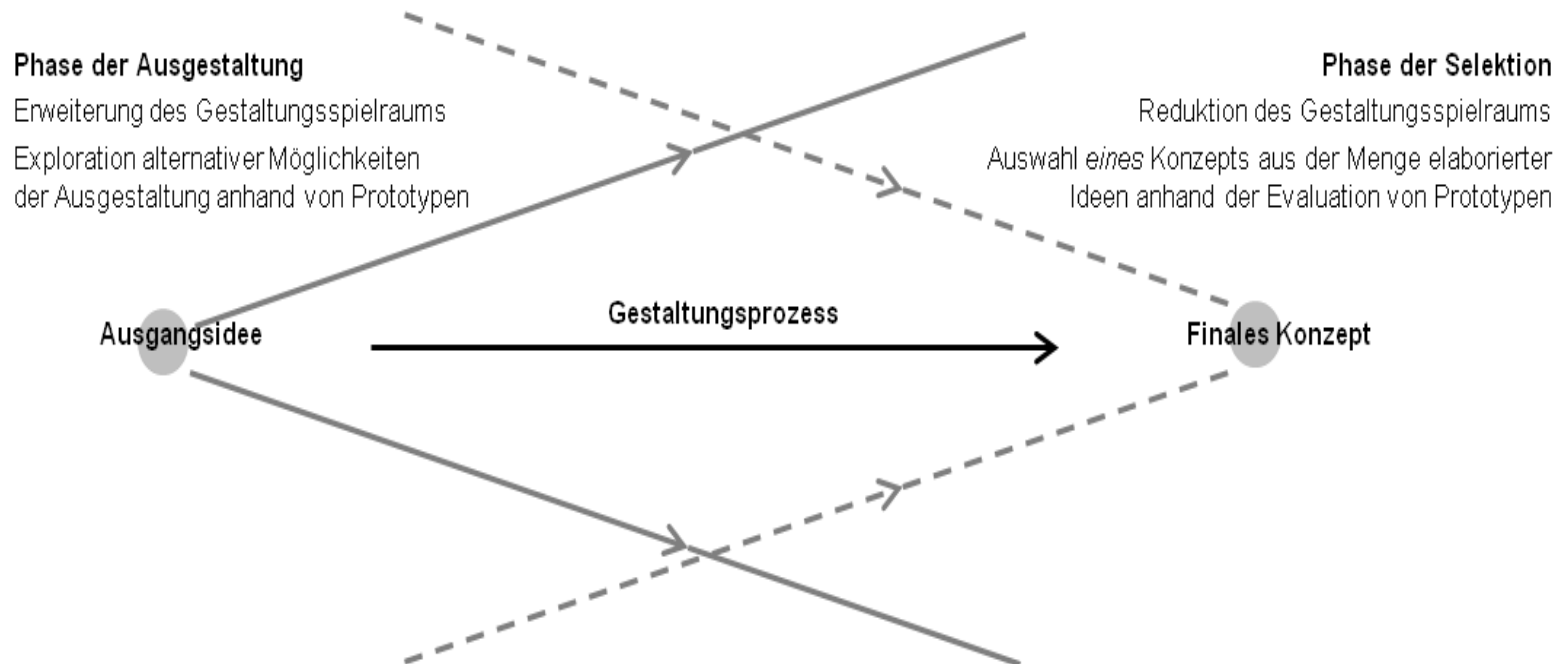 Phase der Ausgestaltung
Erweiterung des Gestaltungsspielraums
Exploration alternativer Möglichkeiten
der Ausgestaltung anhand von Prototypen
Phase der Selektion
Reduktion des Gestaltungsspielraums
Auswahl eines Konzepts aus der Menge elaborierter
Ideen anhand der Evaluation von Prototypen
Ausgangsidee
Gestaltungsprozess
Finales Konzept